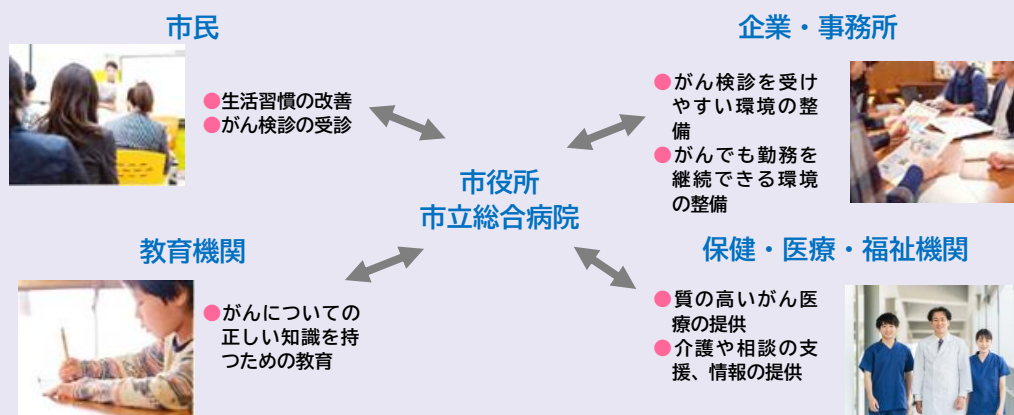 市民
●生活習慣の改善
●がん検診の受診
企業・事務所
●がん検診を受け
やすい環境の整
備
●がんでも勤務を
継続できる環境
の整備
市役所
市立総合病院
教育機関
●がんについての
正しい知識を持
つための教育
保健・医療・福祉機関
●質の高いがん医
療の提供
●介護や相談の支
援、情報の提供